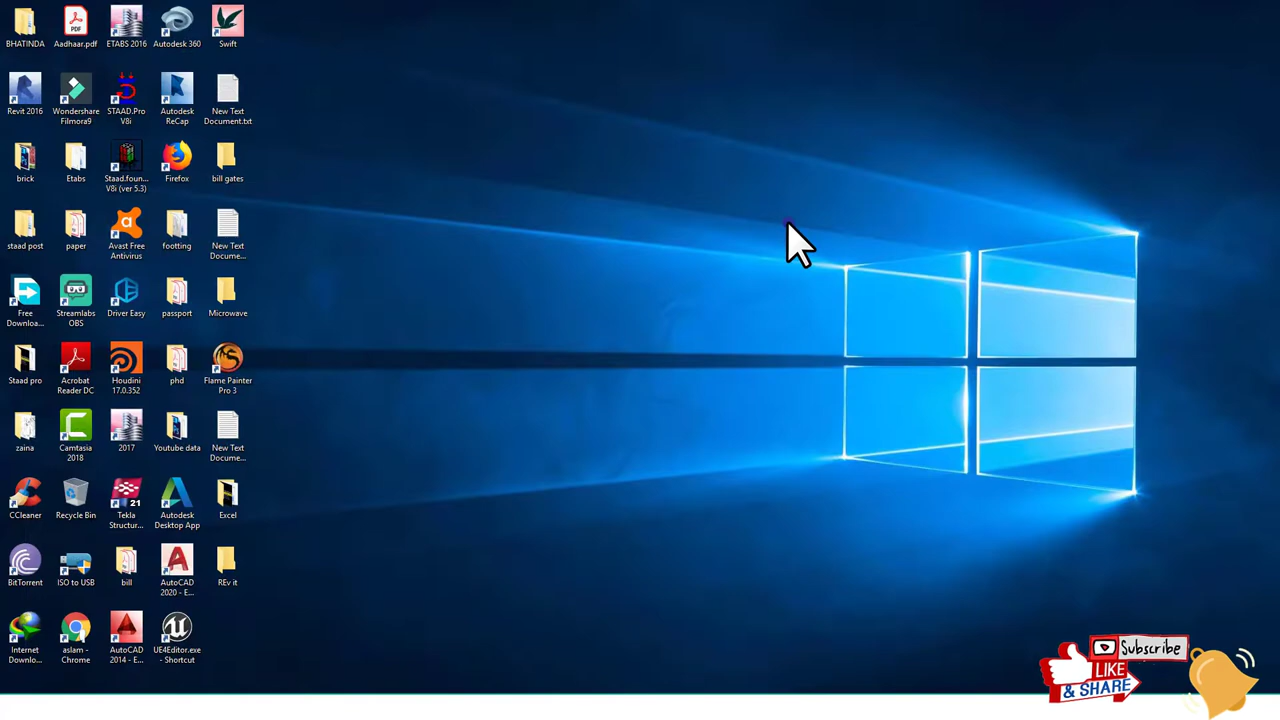 BHATINDA
Aadhaar.pdf
ETABS 2016
Autodesk 360
Swift
Revit 2016
Wondershare
Filmora9
STAAD.Pro
V8i
Autodesk
ReCap
New Text
Document.txt
brick
Etabs
Staad.foun...
V8i (ver 5.3)
Firefox
bill gates
staad post
paper
Avast Free
Antivirus
footting
New Text
Docume...
Free
Downloa...
Streamlabs
OBS
Driver Easy
passport
Microwave
Staad pro
Acrobat
Reader DC
Houdini
17.0.352
phd
Flame Painter
Pro 3
zaina
Camtasia
2018
2017
Youtube data
New Text
Docume...
CCleaner
Recycle Bin
21
Tekla
Structur...
Autodesk
Desktop App
Excel
BitTorrent
ISO to USB
bill
AutoCAD
2020 - E...
REv it
Internet
Downlo...
aslam -
Chrome
AutoCAD
2014 - E...
UE4Editor.exe
- Shortcut
Subscribe
LIKE
& SHARE